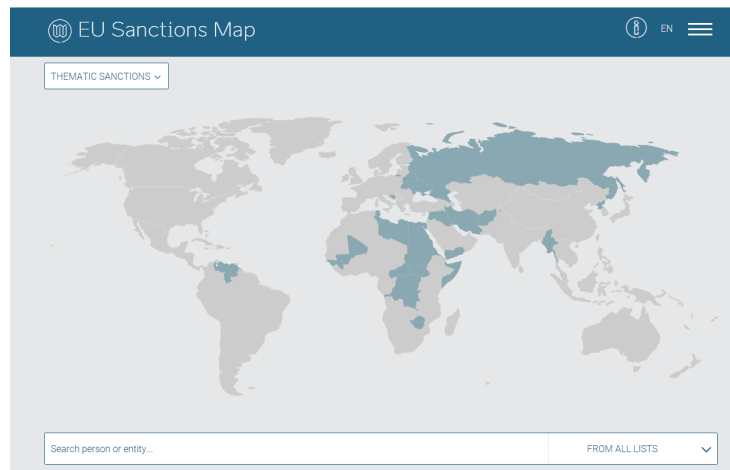 EU Sanctions Map
EN
THEMATIC SANCTIONS
Search person or entity...
FROM ALL LISTS